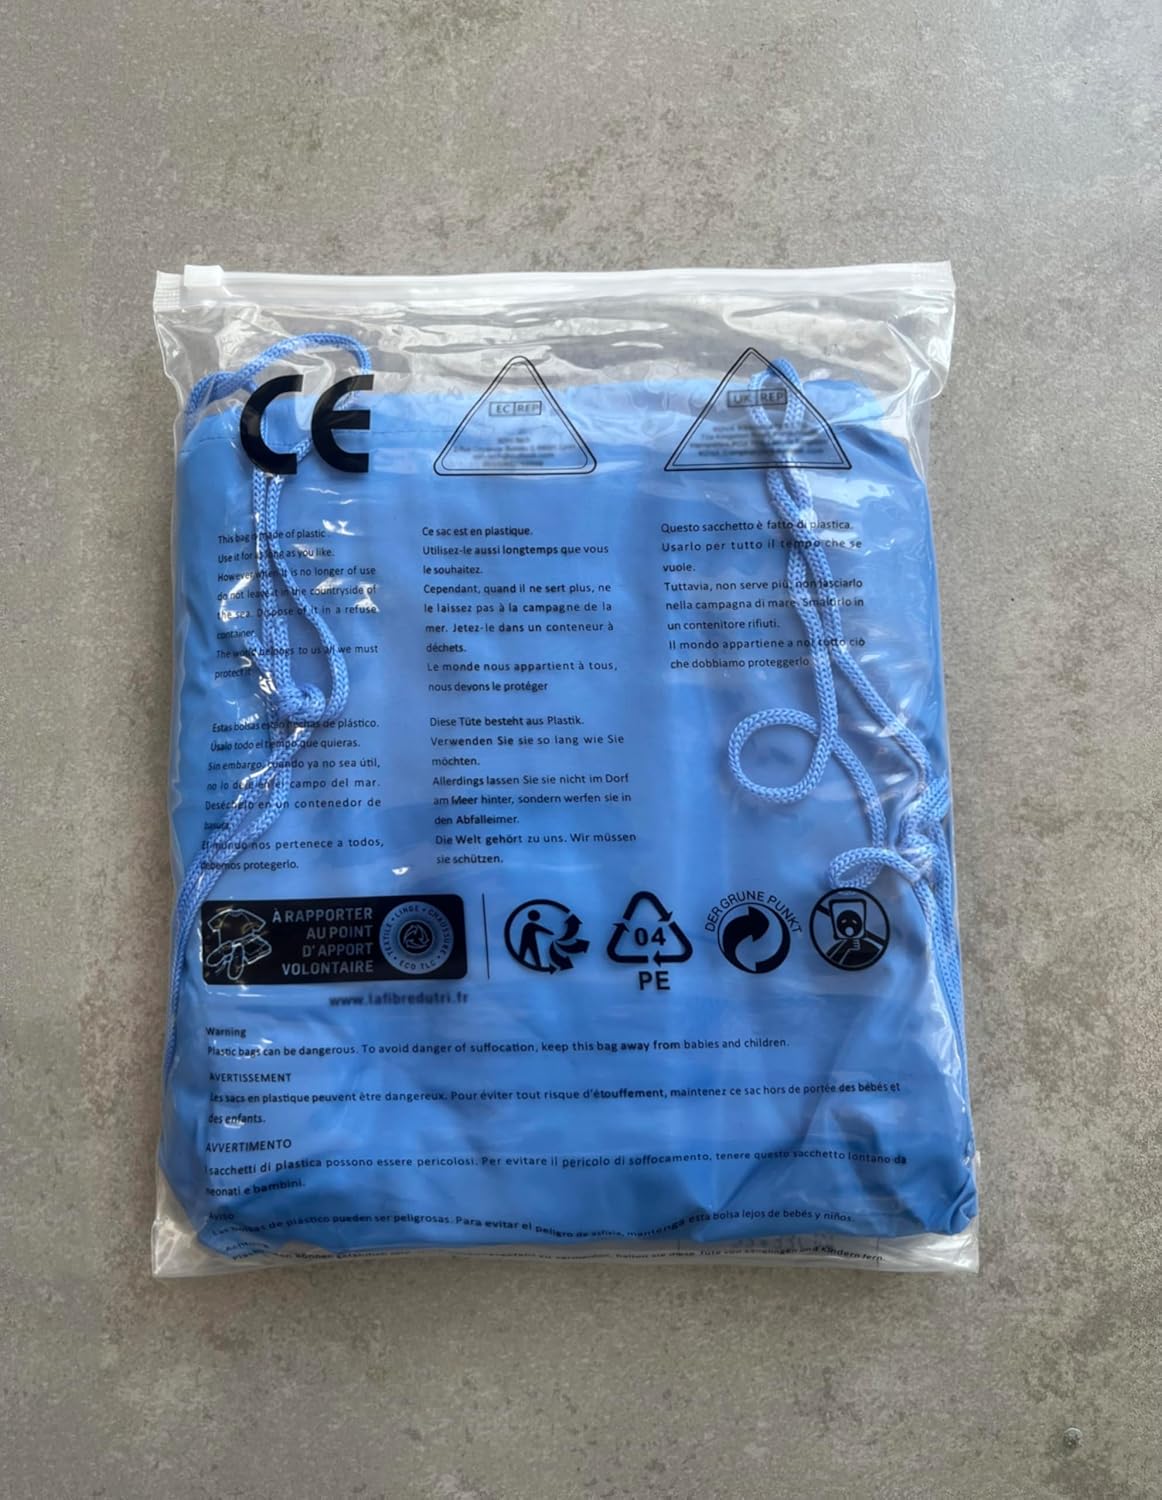 CE
EC REP
UK REP
This bag is made of plastic
Use it for as long as you like.
However when it is no longer of use
do not leave it in the countryside of
the sea. Dispose of it in a refuse
container.
The world belongs to us all we must
protect it
Ce sac est en plastique.
Utilisez-le aussi longtemps que vous
le souhaitez.
Cependant, quand il ne sert plus, ne
le laissez pas à la campagne de la
mer. Jetez-le dans un conteneur à
déchets.
Le monde nous appartient à tous,
nous devons le protéger
Questo sacchetto è fatto di plastica.
Usarlo per tutto il tempo che se
vuole.
Tuttavia, non serve più, non lasciarlo
nella campagna di mare. Smaltirlo in
un contenitore rifiuti.
Il mondo appartiene a noi tutto ciò
che dobbiamo proteggerlo
Estas bolsas están hechas de plástico.
Úsalo todo el tiempo que quieras.
Sin embargo, cuando ya no sea útil,
no lo deje en el campo del mar.
Deséchelo en un contenedor de
basura
El mundo nos pertenece a todos,
debemos protegerlo.
Diese Tüte besteht aus Plastik.
Verwenden Sie sie so lang wie Sie
möchten.
Allerdings lassen Sie sie nicht im Dorf
am Meer hinter, sondern werfen sie in
den Abfalleimer.
Die Welt gehört zu uns. Wir müssen
sie schützen.
À RAPPORTER
AU POINT
D'APPORT
VOLONTAIRE
TEXTILE • LINGE • CHAUSSURE •
ECO TLC
04
PE
DER GRÜNE PUNKT
www.lafibredutri.fr
Warning
Plastic bags can be dangerous. To avoid danger of suffocation, keep this bag away from babies and children.
AVERTISSEMENT
Les sacs en plastique peuvent être dangereux. Pour éviter tout risque d'étouffement, maintenez ce sac hors de portée des bébés et
des enfants.
AVVERTIMENTO
I sacchetti di plastica possono essere pericolosi. Per evitare il pericolo di soffocamento, tenere questo sacchetto lontano da
neonati e bambini.
Aviso
Las bolsas de plástico pueden ser peligrosas. Para evitar el peligro de asfixia, mantenga esta bolsa lejos de bebés y niños.
halten sie diese Tüte von Säuglingen und Kindern fern.